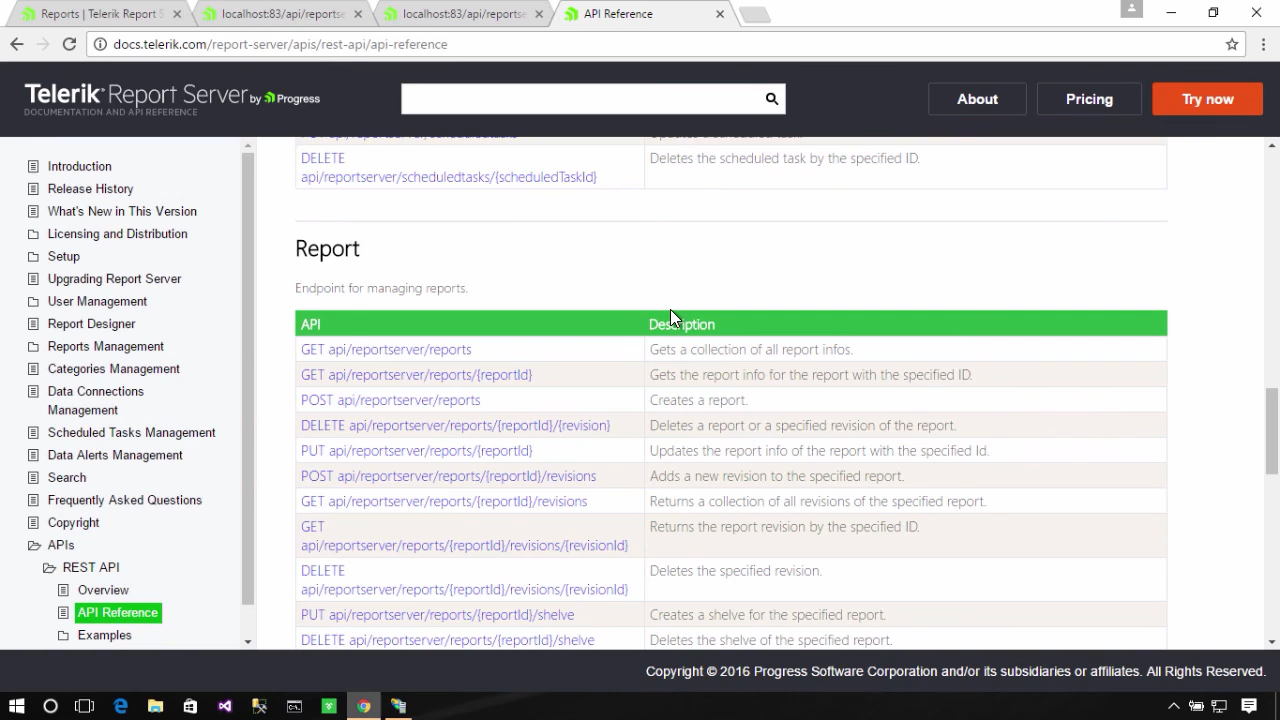 Reports | Telerik Report S
localhost:83/api/reportse
localhost:83/api/reportse
API Reference
docs.telerik.com/report-server/apis/rest-api/api-reference
Telerik Report Server by Progress
DOCUMENTATION AND API REFERENCE
About
Pricing
Try now
Introduction
Release History
What's New in This Version
Licensing and Distribution
Setup
Upgrading Report Server
User Management
Report Designer
Reports Management
Categories Management
Data Connections
Management
Scheduled Tasks Management
Data Alerts Management
Search
Frequently Asked Questions
Copyright
APIs
REST API
Overview
API Reference
Examples
DELETE
api/reportserver/scheduledtasks/{scheduledTaskId}
Deletes the scheduled task by the specified ID.
Report
Endpoint for managing reports.
API Description
GET api/reportserver/reports Gets a collection of all report infos.
GET api/reportserver/reports/{reportId} Gets the report info for the report with the specified ID.
POST api/reportserver/reports Creates a report.
DELETE api/reportserver/reports/{reportId}/{revision} Deletes a report or a specified revision of the report.
PUT api/reportserver/reports/{reportId} Updates the report info of the report with the specified Id.
POST api/reportserver/reports/{reportId}/revisions Adds a new revision to the specified report.
GET api/reportserver/reports/{reportId}/revisions Returns a collection of all revisions of the specified report.
GET
api/reportserver/reports/{reportId}/revisions/{revisionId}
Returns the report revision by the specified ID.
DELETE
api/reportserver/reports/{reportId}/revisions/{revisionId}
Deletes the specified revision.
PUT api/reportserver/reports/{reportId}/shelve Creates a shelve for the specified report.
DELETE api/reportserver/reports/{reportId}/shelve Deletes the shelve of the specified report.
Copyright © 2016 Progress Software Corporation and/or its subsidiaries or affiliates. All Rights Reserved.